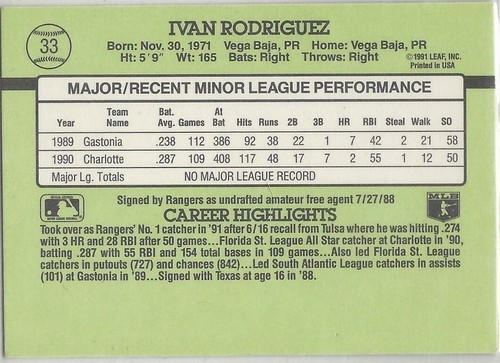 IVAN RODRIGUEZ
33
Born: Nov. 30, 1971 Vega Baja, PR Home: Vega Baja, PR
Ht: 5'9" Wt: 165 Bats: Right Throws: Right
©1991 LEAF, INC.
Printed in USA
MAJOR/RECENT MINOR LEAGUE PERFORMANCE
Year Team Name Bat. Avg. Games At Bat Hits Runs 2B 3B HR RBI Steal Walk SO
1989 Gastonia .238 112 386 92 38 22 1 7 42 2 21 58
1990 Charlotte .287 109 408 117 48 17 7 2 55 1 12 50
Major Lg. Totals NO MAJOR LEAGUE RECORD
Signed by Rangers as undrafted amateur free agent 7/27/88
CAREER HIGHLIGHTS
MLB
Took over as Rangers' No. 1 catcher in '91 after 6/16 recall from Tulsa where he was hitting .274
with 3 HR and 28 RBI after 50 games...Florida St. League All Star catcher at Charlotte in '90,
batting .287 with 55 RBI and 154 total bases in 109 games...Also led Florida St. League
catchers in putouts (727) and chances (842)...Led South Atlantic League catchers in assists
(101) at Gastonia in '89...Signed with Texas at age 16 in '88.